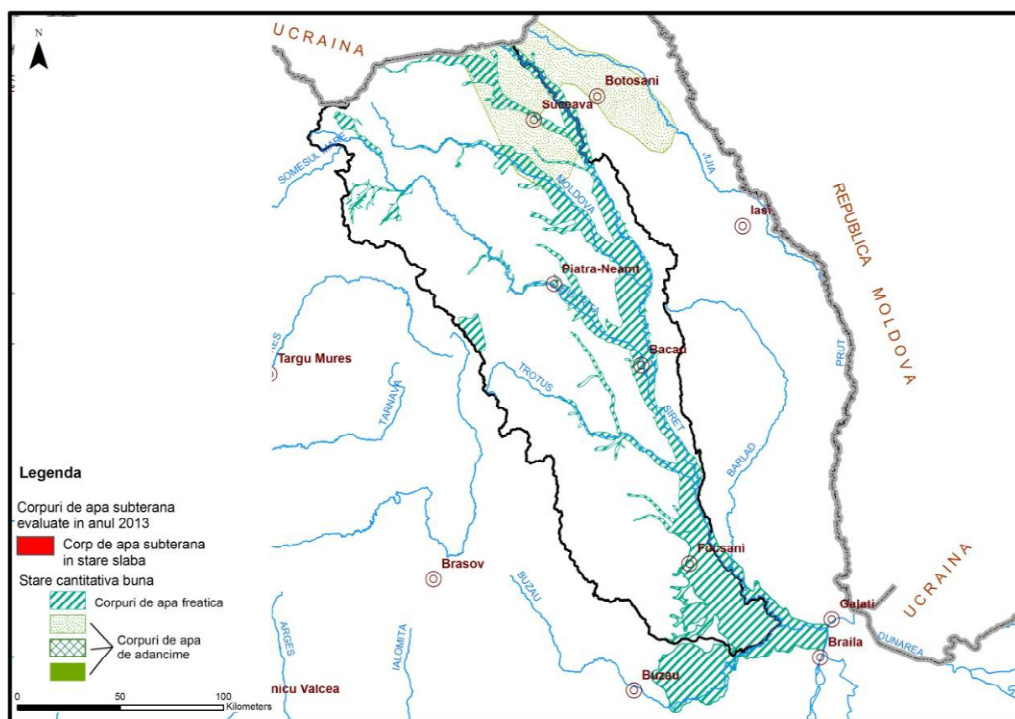 UCRAINA
N
Botosani
Suceava
SOMESUL MARE
JIJIA
MOLDOVA
Iasi
REPUBLICA MOLDOVA
Piatra-Neamt
Targu Mures
Bacau
PRUT
TROTUS
TARNAVA
SIRET
BARLAD
Legenda
Corpuri de apa subterana
evaluate in anul 2013
Corp de apa subterana
in stare slaba
Stare cantitativa buna
Corpuri de apa freatica
Corpuri de apa
de adancime
Brasov
Focsani
BUZAU
UCRAINA
Galati
DUNAREA
Braila
ARGES
IALOMITA
Buzau
nicu Valcea
0 50 100
Kilometers